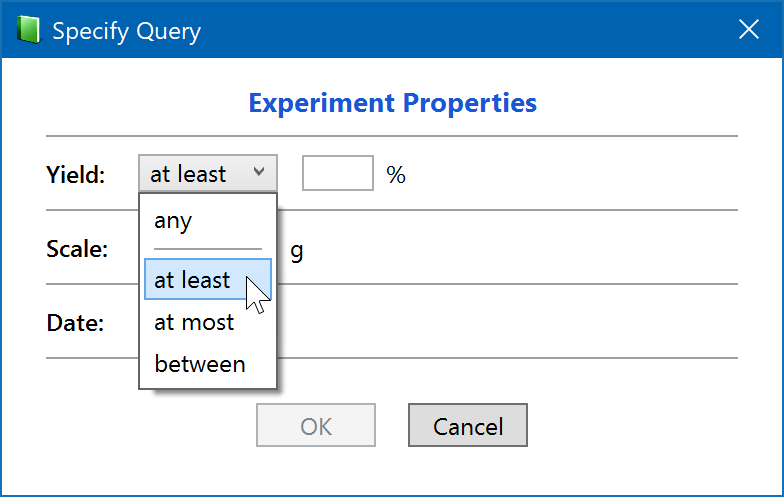 Specify Query
Experiment Properties
Yield: at least %
any
Scale: g
at least
Date: at most
between
OK Cancel